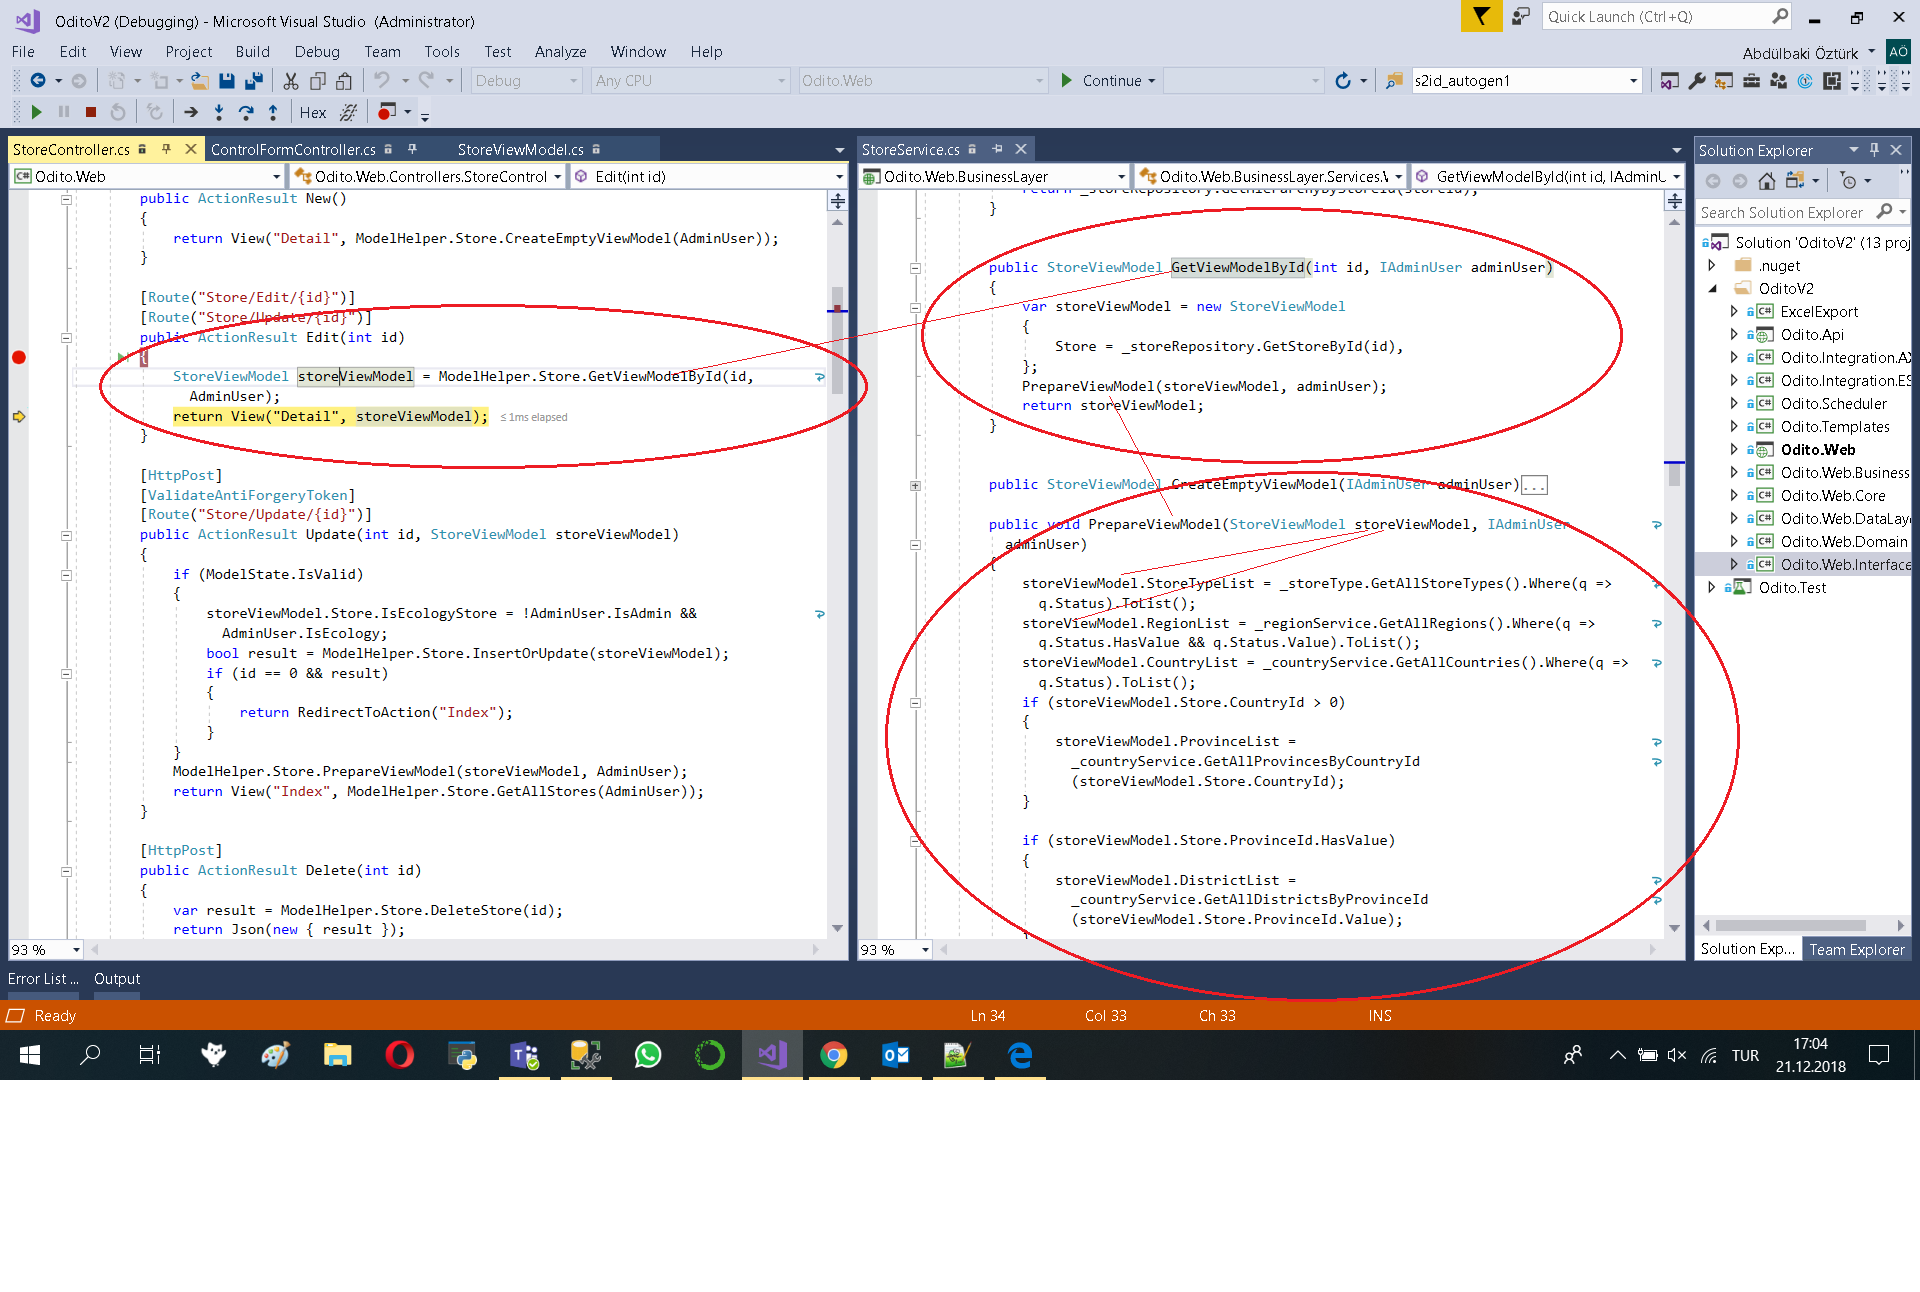 OditoV2 (Debugging) - Microsoft Visual Studio (Administrator)
Quick Launch (Ctrl+Q)
File Edit View Project Build Debug Team Tools Test Analyze Window Help
Abdülbaki Öztürk AÖ
Debug Any CPU Odito.Web Continue s2id_autogen1
Hex
StoreController.cs ControlFormController.cs StoreViewModel.cs
Odito.Web Odito.Web.Controllers.StoreControl Edit(int id)
public ActionResult New()
{
return View("Detail", ModelHelper.Store.CreateEmptyViewModel(AdminUser));
}
[Route("Store/Edit/{id}")]
[Route("Store/Update/{id}")]
public ActionResult Edit(int id)
{
StoreViewModel storeViewModel = ModelHelper.Store.GetViewModelById(id,
AdminUser);
return View("Detail", storeViewModel); ≤ 1ms elapsed
}
[HttpPost]
[ValidateAntiForgeryToken]
[Route("Store/Update/{id}")]
public ActionResult Update(int id, StoreViewModel storeViewModel)
{
if (ModelState.IsValid)
{
storeViewModel.Store.IsEcologyStore = !AdminUser.IsAdmin &&
AdminUser.IsEcology;
bool result = ModelHelper.Store.InsertOrUpdate(storeViewModel);
if (id == 0 && result)
{
return RedirectToAction("Index");
}
}
ModelHelper.Store.PrepareViewModel(storeViewModel, AdminUser);
return View("Index", ModelHelper.Store.GetAllStores(AdminUser));
}
[HttpPost]
public ActionResult Delete(int id)
{
var result = ModelHelper.Store.DeleteStore(id);
return Json(new { result });
93 %
StoreService.cs
Odito.Web.BusinessLayer Odito.Web.BusinessLayer.Services.V GetViewModelById(int id, IAdminU
return _storeRepository.GetHierarchyByStoreId(storeId);
}
public StoreViewModel GetViewModelById(int id, IAdminUser adminUser)
{
var storeViewModel = new StoreViewModel
{
Store = _storeRepository.GetStoreById(id),
};
PrepareViewModel(storeViewModel, adminUser);
return storeViewModel;
}
public StoreViewModel CreateEmptyViewModel(IAdminUser adminUser)...
public void PrepareViewModel(StoreViewModel storeViewModel, IAdminUser
adminUser)
{
storeViewModel.StoreTypeList = _storeType.GetAllStoreTypes().Where(q =>
q.Status).ToList();
storeViewModel.RegionList = _regionService.GetAllRegions().Where(q =>
q.Status.HasValue && q.Status.Value).ToList();
storeViewModel.CountryList = _countryService.GetAllCountries().Where(q =>
q.Status).ToList();
if (storeViewModel.Store.CountryId > 0)
{
storeViewModel.ProvinceList =
_countryService.GetAllProvincesByCountryId
(storeViewModel.Store.CountryId);
}
if (storeViewModel.Store.ProvinceId.HasValue)
{
storeViewModel.DistrictList =
_countryService.GetAllDistrictsByProvinceId
(storeViewModel.Store.ProvinceId.Value);
93 %
Solution Explorer
Search Solution Explorer
Solution 'OditoV2' (13 proj
.nuget
OditoV2
ExcelExport
Odito.Api
Odito.Integration.AX
Odito.Integration.ES
Odito.Scheduler
Odito.Templates
Odito.Web
Odito.Web.Business
Odito.Web.Core
Odito.Web.DataLaye
Odito.Web.Domain
Odito.Web.Interface
Odito.Test
Solution Exp... Team Explorer
Error List ... Output
Ready Ln 34 Col 33 Ch 33 INS
TUR 17:04
21.12.2018